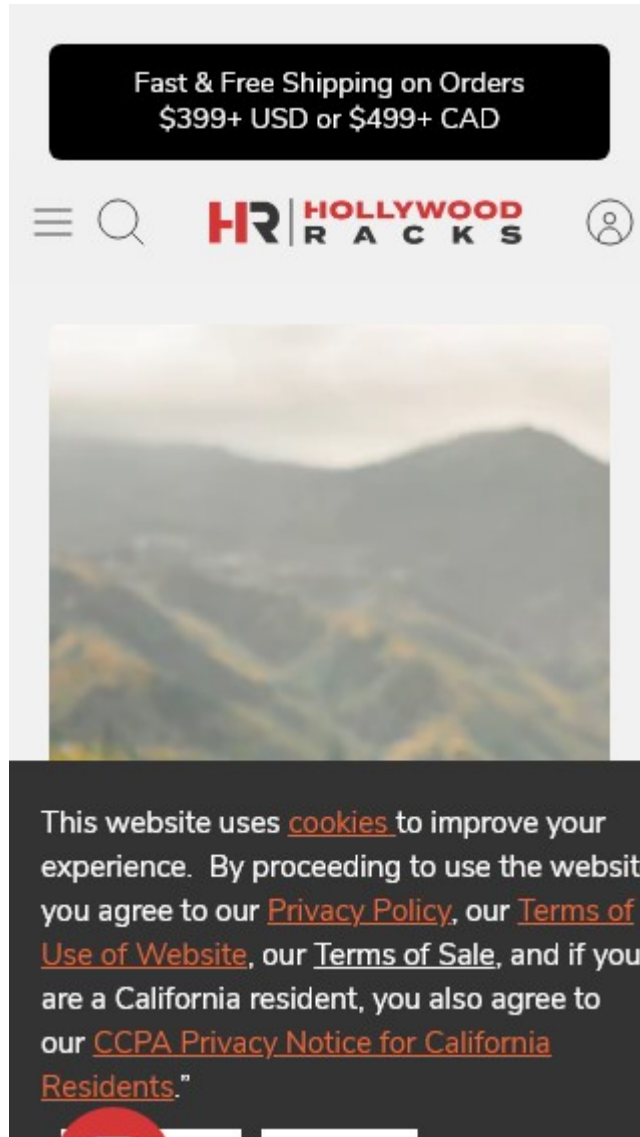 Fast & Free Shipping on Orders
$399+ USD or $499+ CAD
HR HOLLYWOOD
RACKS
This website uses cookies to improve your
experience.  By proceeding to use the websit
you agree to our Privacy Policy, our Terms of
Use of Website, our Terms of Sale, and if you
are a California resident, you also agree to
our CCPA Privacy Notice for California
Residents.”